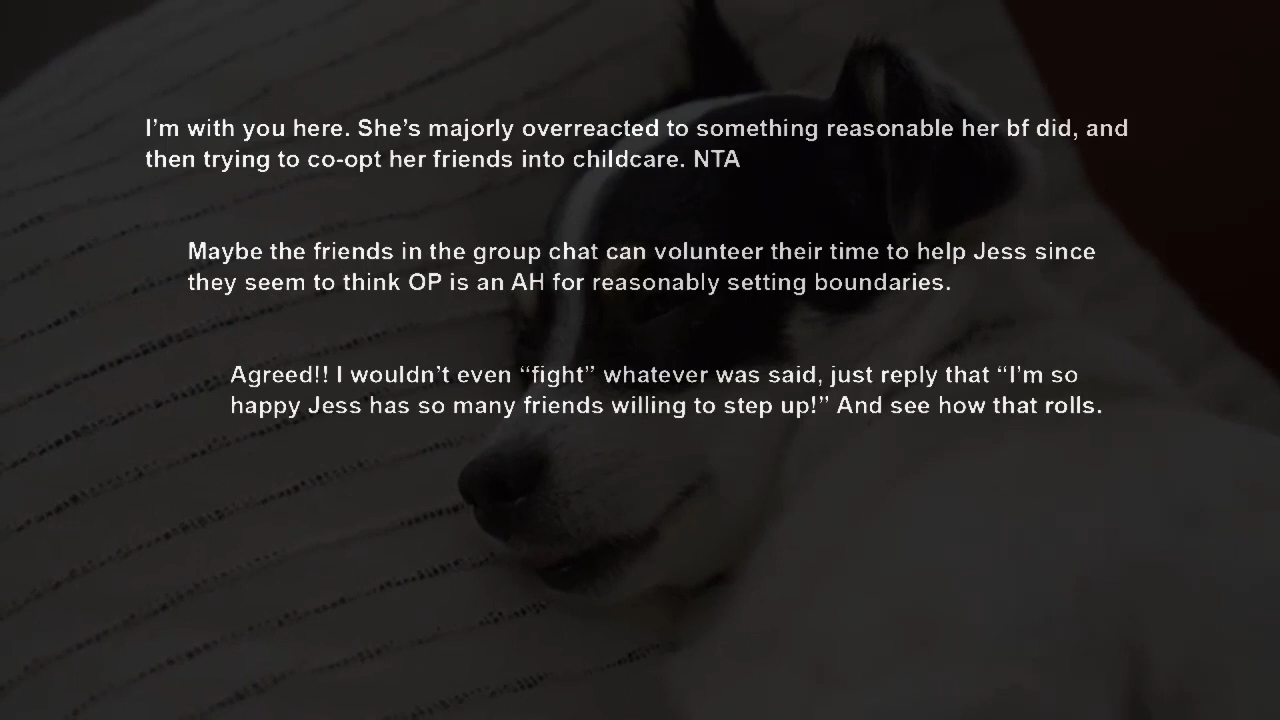 I’m with you here. She’s majorly overreacted to something reasonable her bf did, and
then trying to co-opt her friends into childcare. NTA
Maybe the friends in the group chat can volunteer their time to help Jess since
they seem to think OP is an AH for reasonably setting boundaries.
Agreed!! I wouldn’t even “fight” whatever was said, just reply that “I’m so
happy Jess has so many friends willing to step up!” And see how that rolls.